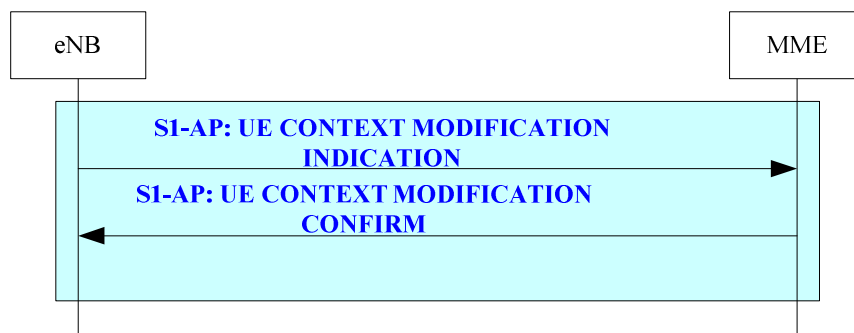 eNB
MME
S1-AP: UE CONTEXT MODIFICATION
INDICATION
S1-AP: UE CONTEXT MODIFICATION
CONFIRM